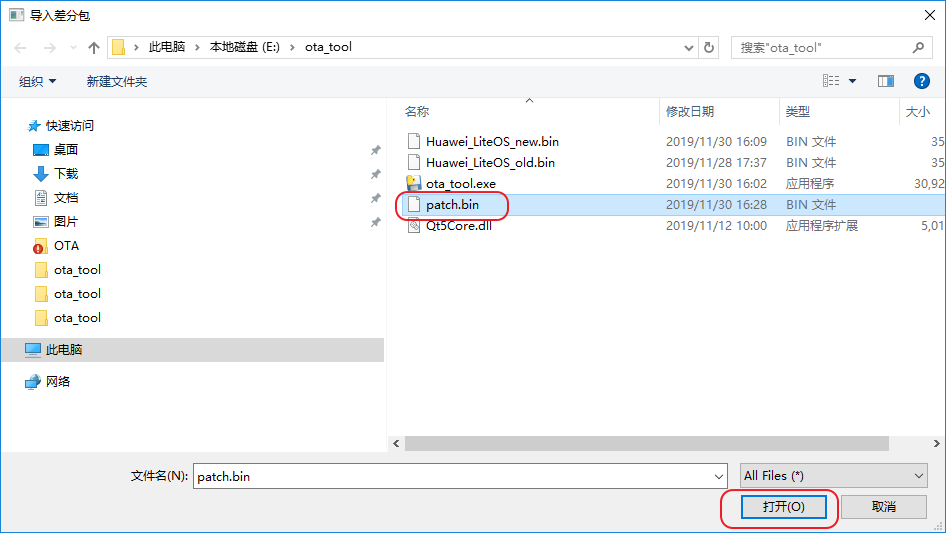 导入差分包
此电脑 本地磁盘 (E:) ota_tool
搜索"ota_tool"
组织 新建文件夹
名称 修改日期 类型 大小
快速访问
桌面
下载
文档
图片
OTA
ota_tool
ota_tool
ota_tool
此电脑
网络
Huawei_LiteOS_new.bin 2019/11/30 16:09 BIN 文件 35
Huawei_LiteOS_old.bin 2019/11/28 17:37 BIN 文件 35
ota_tool.exe 2019/11/30 16:02 应用程序 30,92
patch.bin 2019/11/30 16:28 BIN 文件
Qt5Core.dll 2019/11/12 10:00 应用程序扩展 5,01
文件名(N): patch.bin All Files (*)
打开(O) 取消